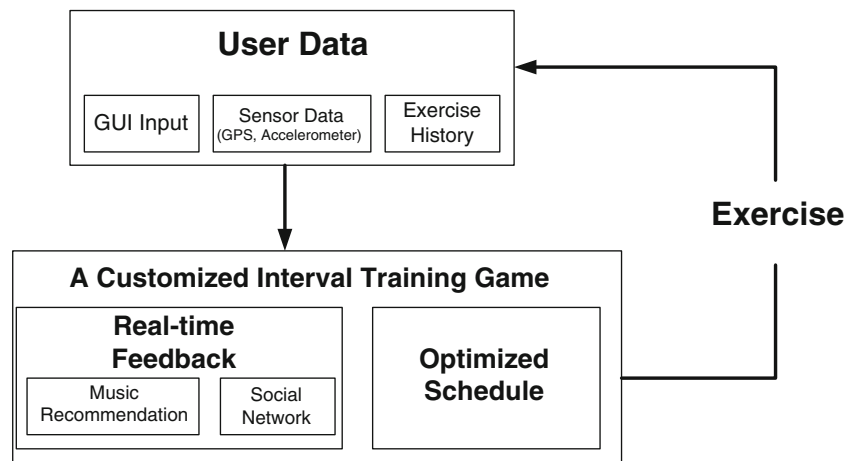 User Data
GUI Input
Sensor Data
(GPS, Accelerometer)
Exercise
History
Exercise
A Customized Interval Training Game
Real-time
Feedback
Music
Recommendation
Social
Network
Optimized
Schedule